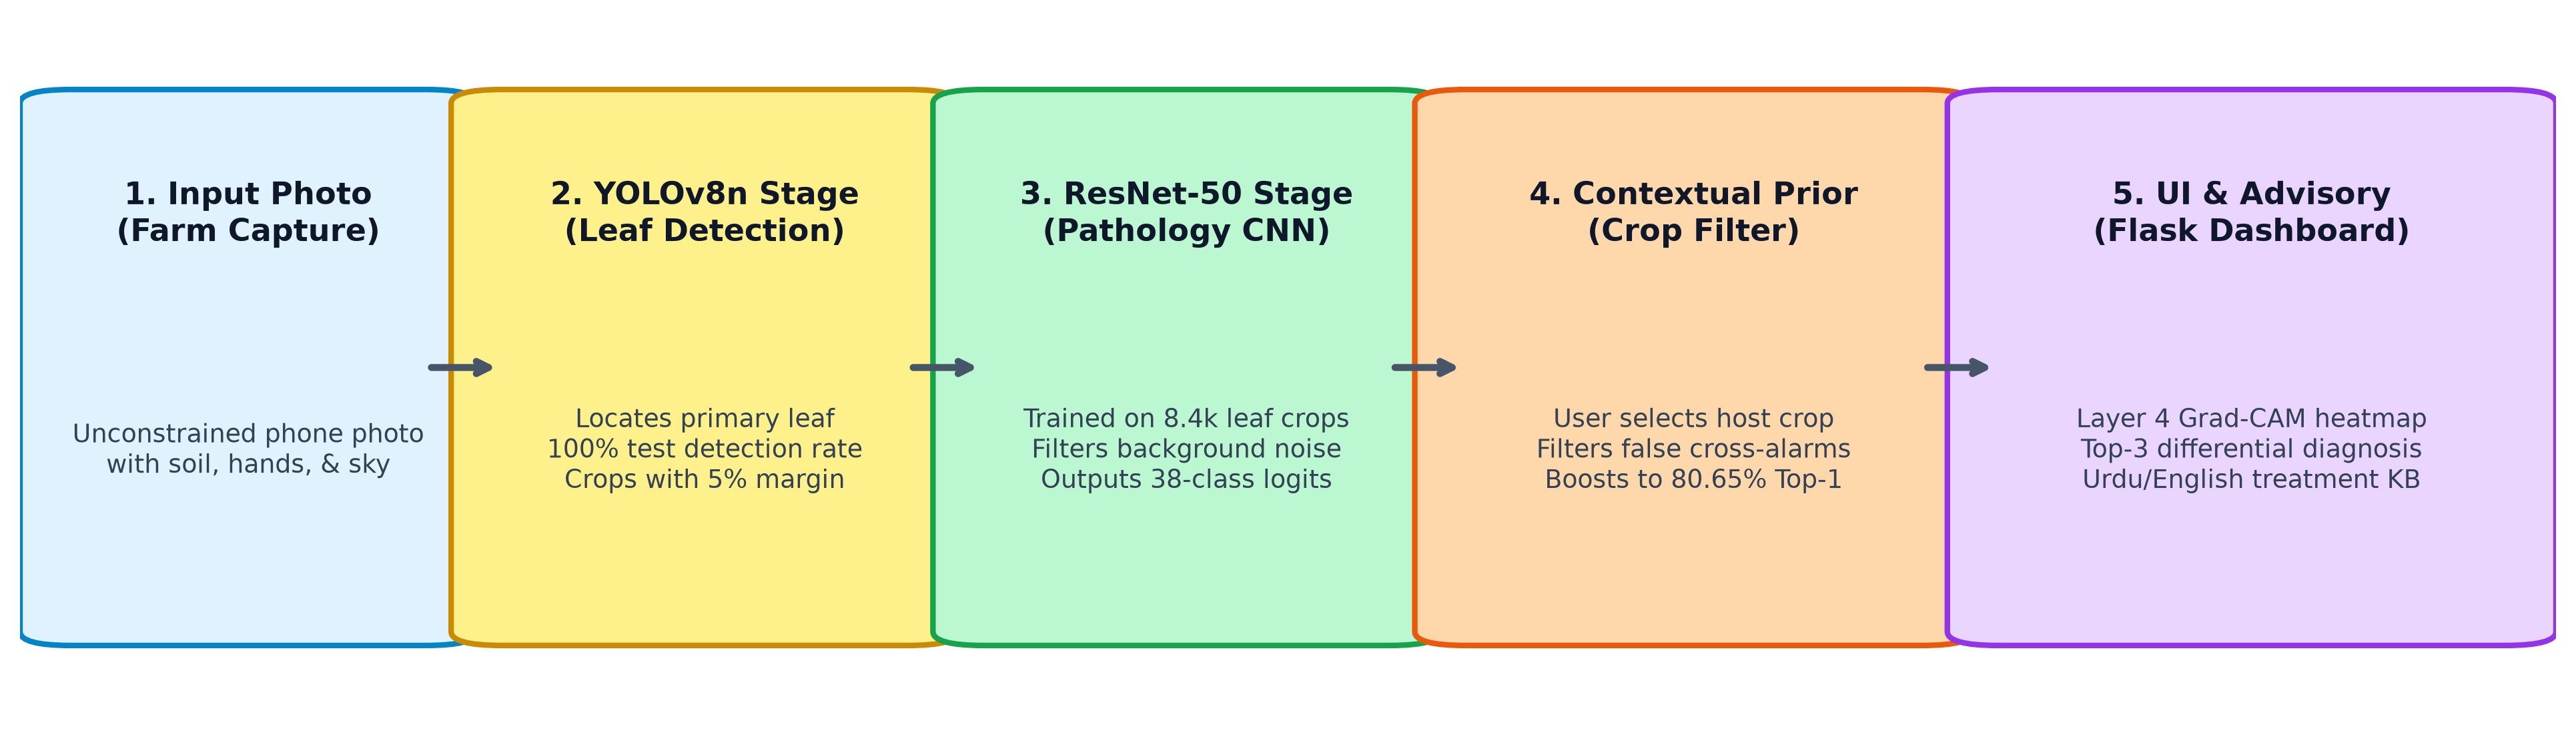 1. Input Photo
(Farm Capture)
Unconstrained phone photo
with soil, hands, & sky
2. YOLOv8n Stage
(Leaf Detection)
Locates primary leaf
100% test detection rate
Crops with 5% margin
3. ResNet-50 Stage
(Pathology CNN)
Trained on 8.4k leaf crops
Filters background noise
Outputs 38-class logits
4. Contextual Prior
(Crop Filter)
User selects host crop
Filters false cross-alarms
Boosts to 80.65% Top-1
5. UI & Advisory
(Flask Dashboard)
Layer 4 Grad-CAM heatmap
Top-3 differential diagnosis
Urdu/English treatment KB